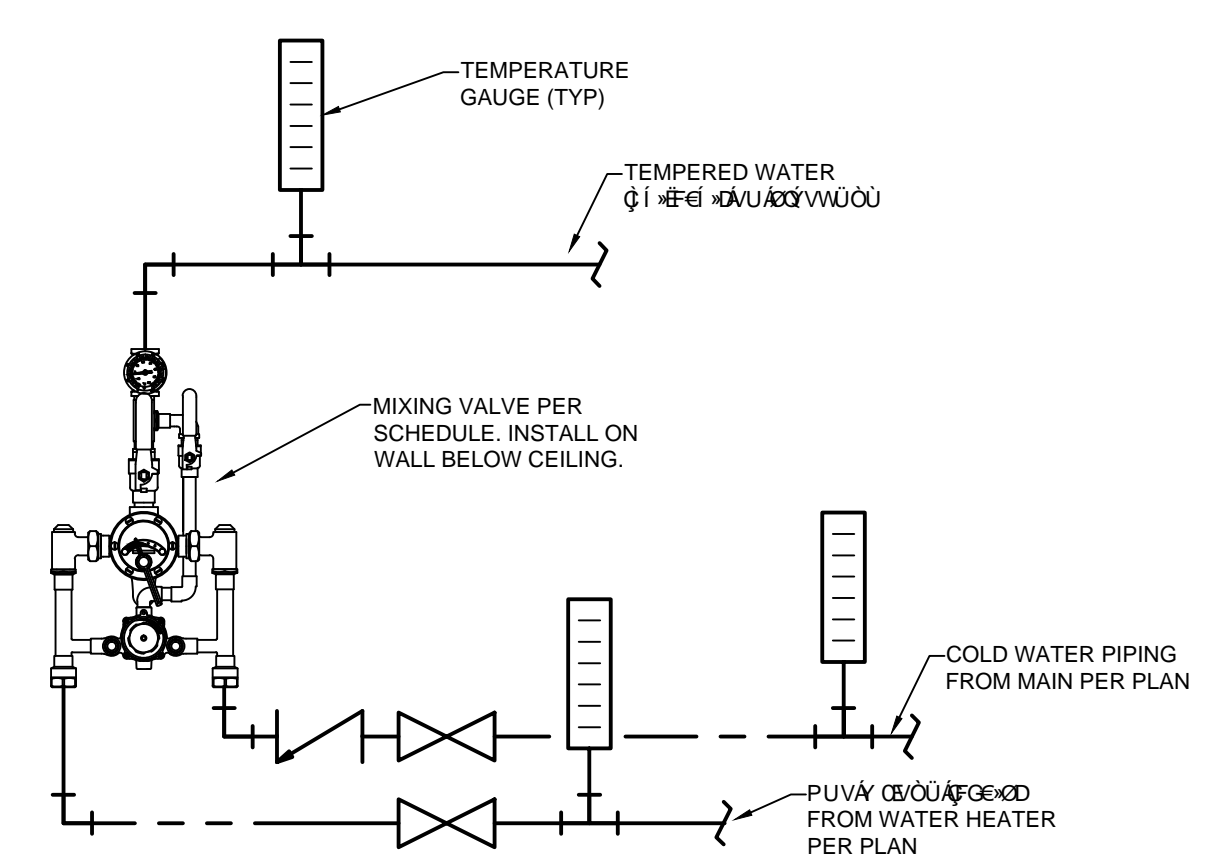 TEMPERATURE
GAUGE (TYP)
TEMPERED WATER
MIXING VALVE PER
SCHEDULE. INSTALL ON
WALL BELOW CEILING.
COLD WATER PIPING
FROM MAIN PER PLAN
FROM WATER HEATER
PER PLAN